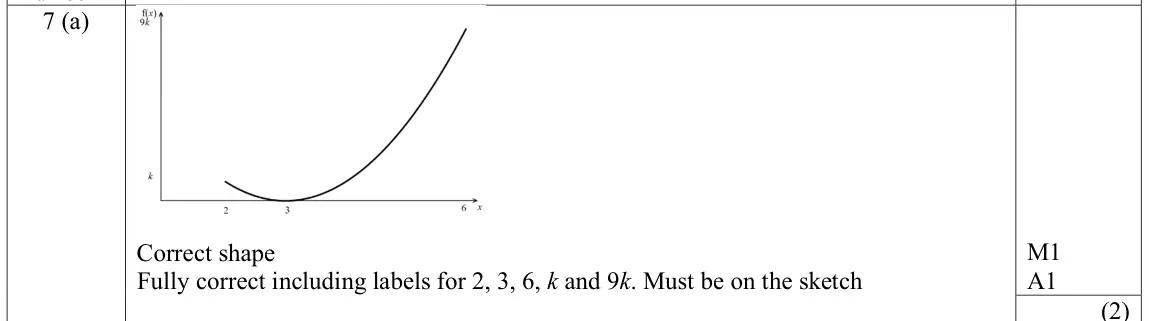 7 (a)
f(x)
9k
k
2 3 6 x
Correct shape M1
Fully correct including labels for 2, 3, 6, k and 9k. Must be on the sketch A1
(2)